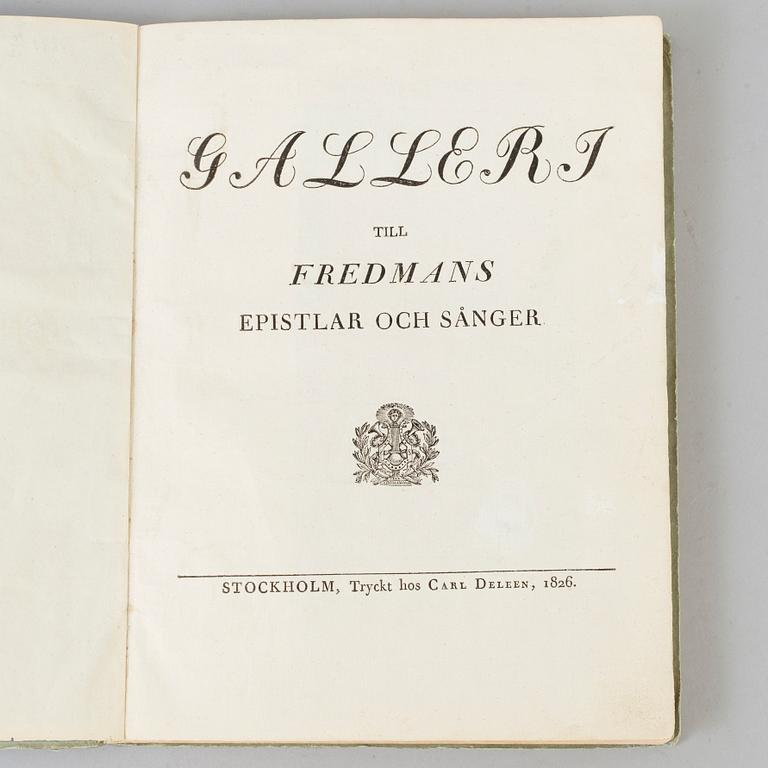 GALLERI
TILL
FREDMANS
EPISTLAR OCH SÅNGER.
STOCKHOLM, Tryckt hos CARL DELEEN, 1826.